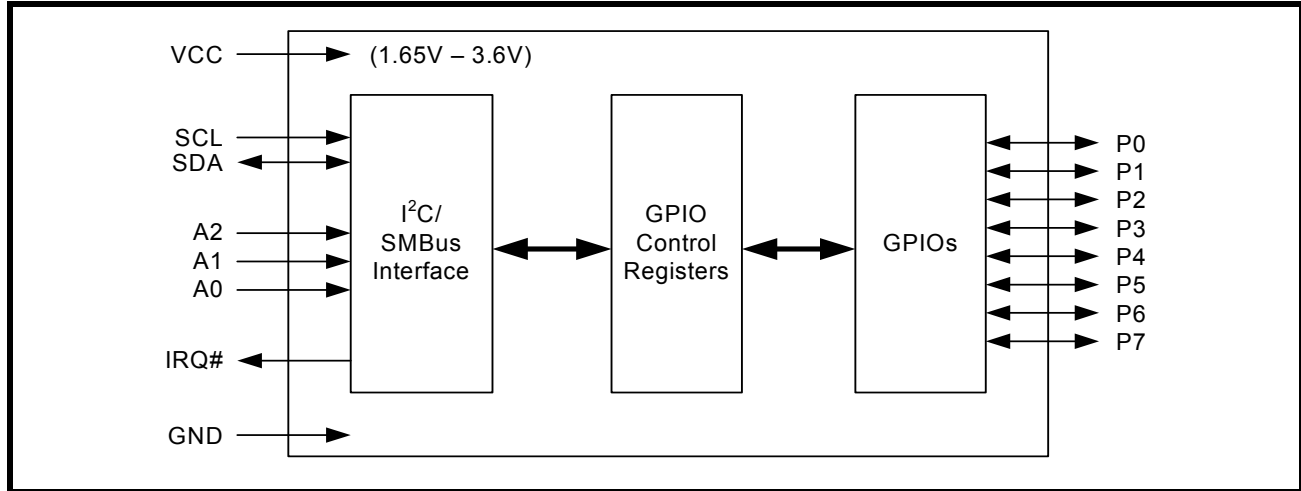 VCC
(1.65V – 3.6V)
SCL
SDA
A2
A1
A0
IRQ#
GND
I²C/
SMBus
Interface
GPIO
Control
Registers
GPIOs
P0
P1
P2
P3
P4
P5
P6
P7